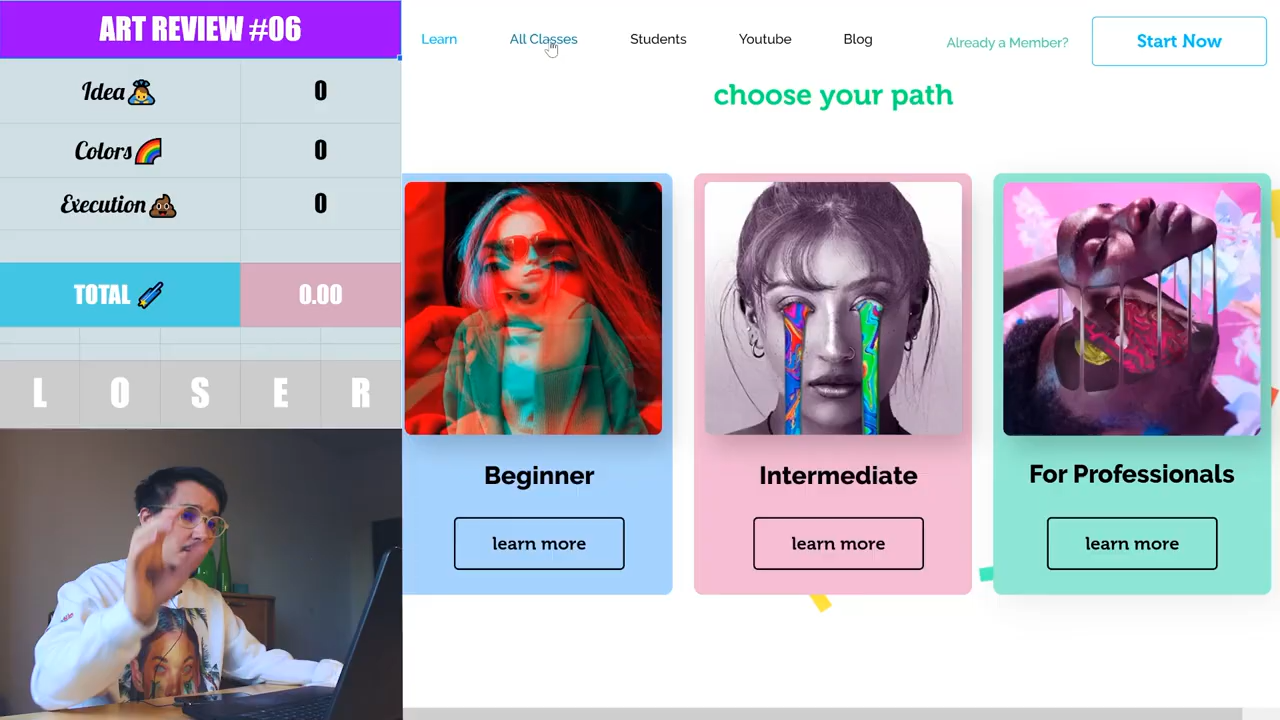 ART REVIEW #06
Idea 0
Colors 0
Execution 0
TOTAL 0.00
L O S E R
Learn All Classes Students Youtube Blog Already a Member? Start Now
choose your path
Beginner Intermediate For Professionals
learn more learn more learn more